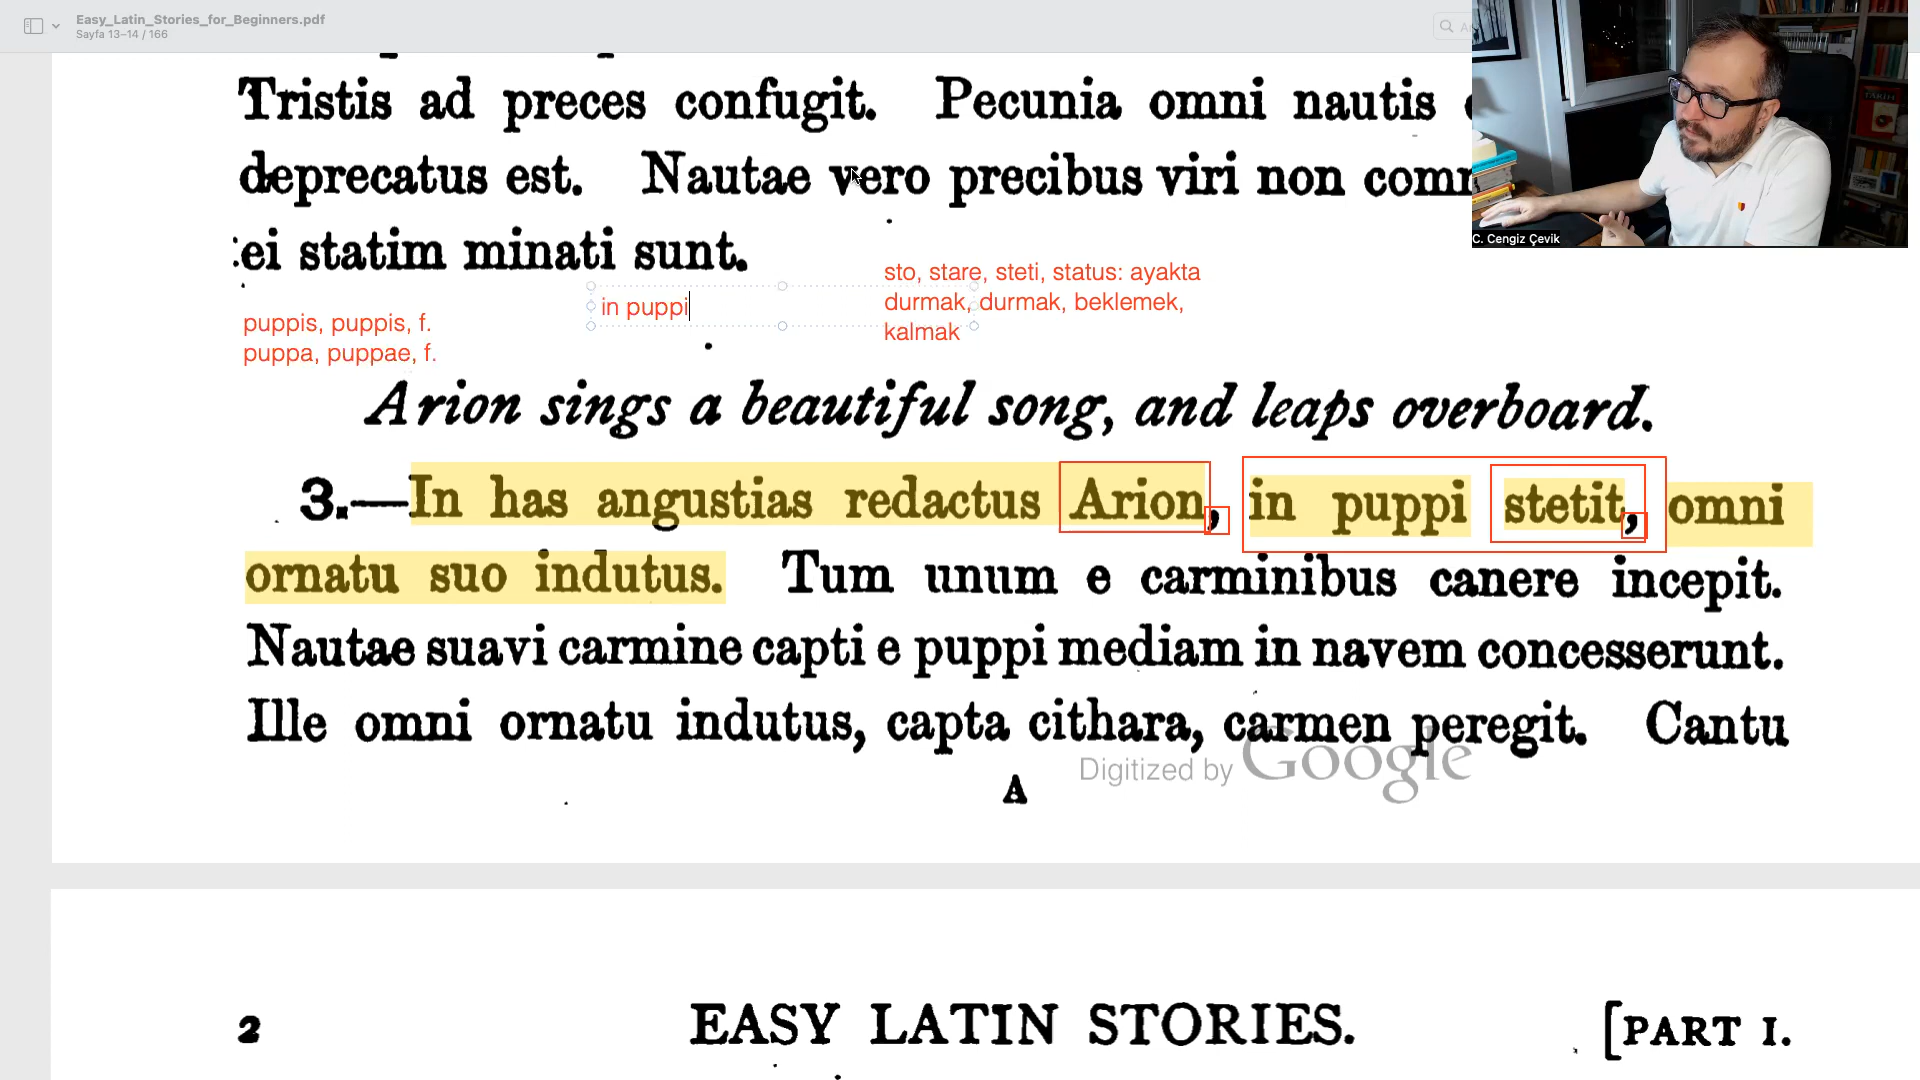 Easy_Latin_Stories_for_Beginners.pdf
Sayfa 13–14 / 166
Tristis ad preces confugit. Pecunia omni nautis
deprecatus est. Nautae vero precibus viri non
ei statim minati sunt.
sto, stare, steti, status: ayakta
durmak, durmak, beklemek,
kalmak
in puppi
puppis, puppis, f.
puppa, puppae, f.
Arion sings a beautiful song, and leaps overboard.
3.—In has angustias redactus Arion, in puppi stetit, omni
ornatu suo indutus. Tum unum e carminibus canere incepit.
Nautae suavi carmine capti e puppi mediam in navem concesserunt.
Ille omni ornatu indutus, capta cithara, carmen peregit. Cantu
Digitized by Google
A
2 EASY LATIN STORIES. [PART I.
C. Cengiz Çevik
TARİH